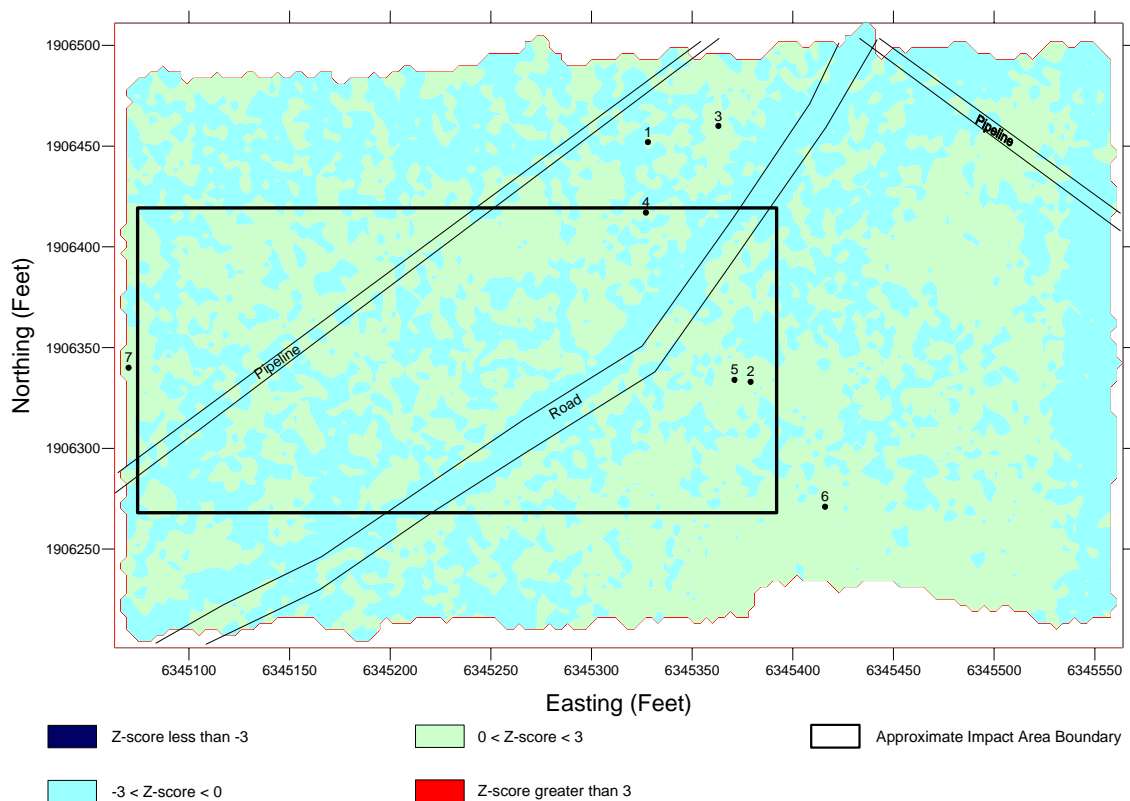 1906500
1906450
1906400
1906350
1906300
1906250
Northing (Feet)
3
1
Pipeline
4
7
Pipeline
5 2
Road
6
6345100 6345150 6345200 6345250 6345300 6345350 6345400 6345450 6345500 6345550
Easting (Feet)
Z-score less than -3
0 < Z-score < 3
Approximate Impact Area Boundary
-3 < Z-score < 0
Z-score greater than 3